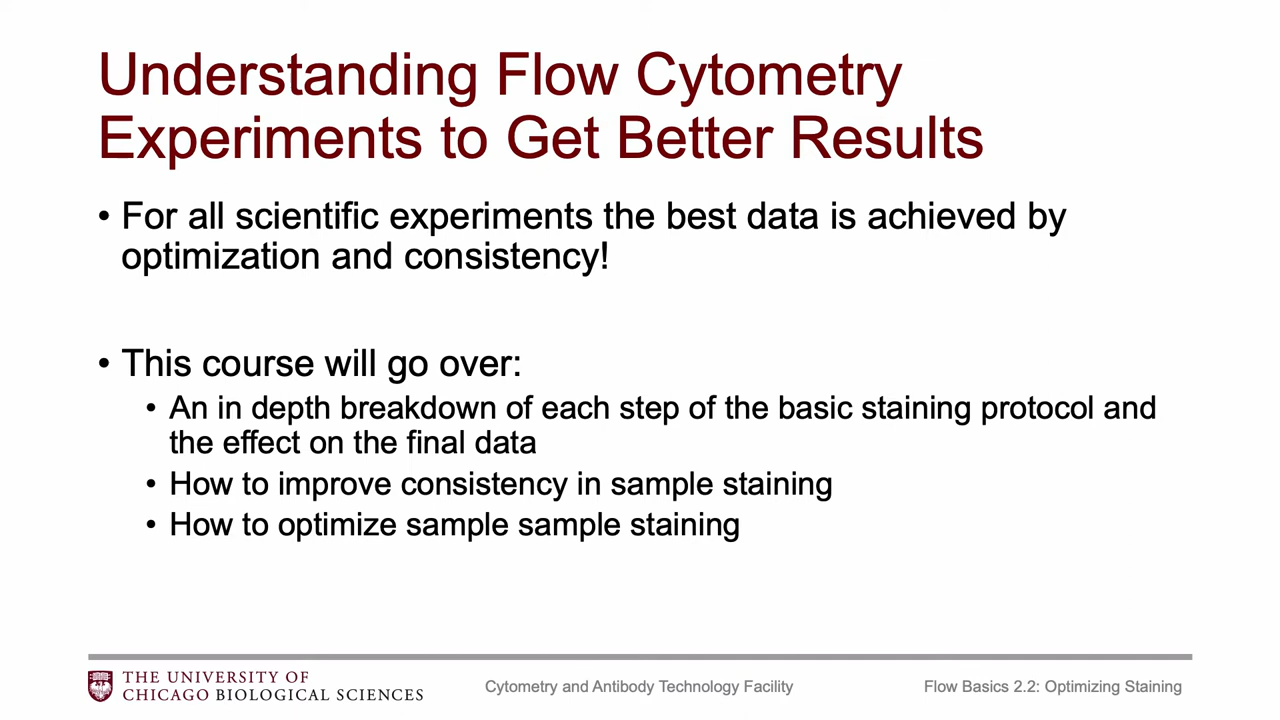 Understanding Flow Cytometry
Experiments to Get Better Results
• For all scientific experiments the best data is achieved by
optimization and consistency!
• This course will go over:
• An in depth breakdown of each step of the basic staining protocol and
the effect on the final data
• How to improve consistency in sample staining
• How to optimize sample sample staining
THE UNIVERSITY OF
CHICAGO BIOLOGICAL SCIENCES
Cytometry and Antibody Technology Facility
Flow Basics 2.2: Optimizing Staining